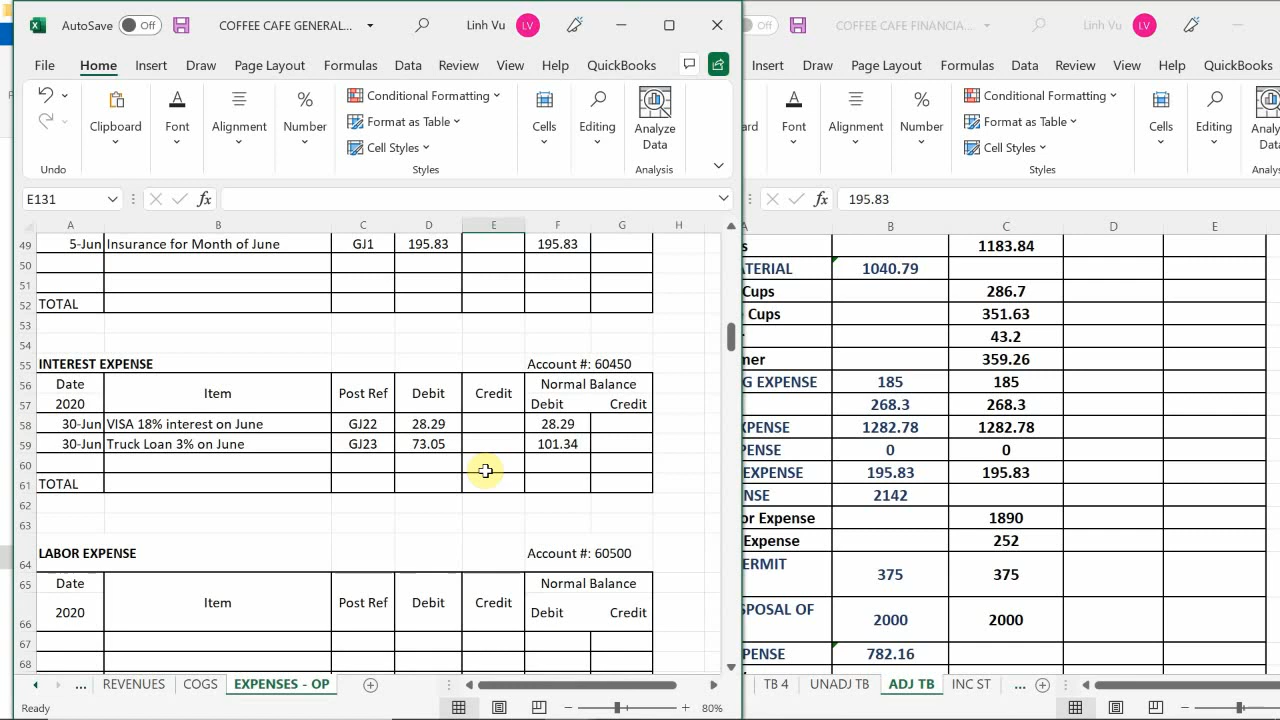 AutoSave Off COFFEE CAFE GENERAL... Linh Vu LV
File Home Insert Draw Page Layout Formulas Data Review View Help QuickBooks
Clipboard Font Alignment Number Conditional Formatting Format as Table Cell Styles Cells Editing Analyze Data
Undo Styles Analysis
E131 fx
A B C D E F G H
49 5-Jun Insurance for Month of June GJ1 195.83 195.83
50
51
52 TOTAL
53
54
55 INTEREST EXPENSE Account #: 60450
56 Date Item Post Ref Debit Credit Normal Balance
57 2020 Debit Credit
58 30-Jun VISA 18% interest on June GJ22 28.29 28.29
59 30-Jun Truck Loan 3% on June GJ23 73.05 101.34
60
61 TOTAL
62
63
64 LABOR EXPENSE Account #: 60500
65 Date Item Post Ref Debit Credit Normal Balance
66 2020 Debit Credit
67
68
... REVENUES COGS EXPENSES - OP
Ready 80%
Off COFFEE CAFE FINANCIA... Linh Vu LV
Insert Draw Page Layout Formulas Data Review View Help QuickBooks
ard Font Alignment Number Conditional Formatting Format as Table Cell Styles Cells Editing Analyz Data
Styles Analys
fx 195.83
A B C D E
s 1183.84
ATERIAL 1040.79
Cups 286.7
Cups 351.63
43.2
ner 359.26
G EXPENSE 185 185
268.3 268.3
XPENSE 1282.78 1282.78
PENSE 0 0
EXPENSE 195.83 195.83
NSE 2142
or Expense 1890
Expense 252
ERMIT
375 375
SPOSAL OF
2000 2000
PENSE 782.16
TB 4 UNADJ TB ADJ TB INC ST ...